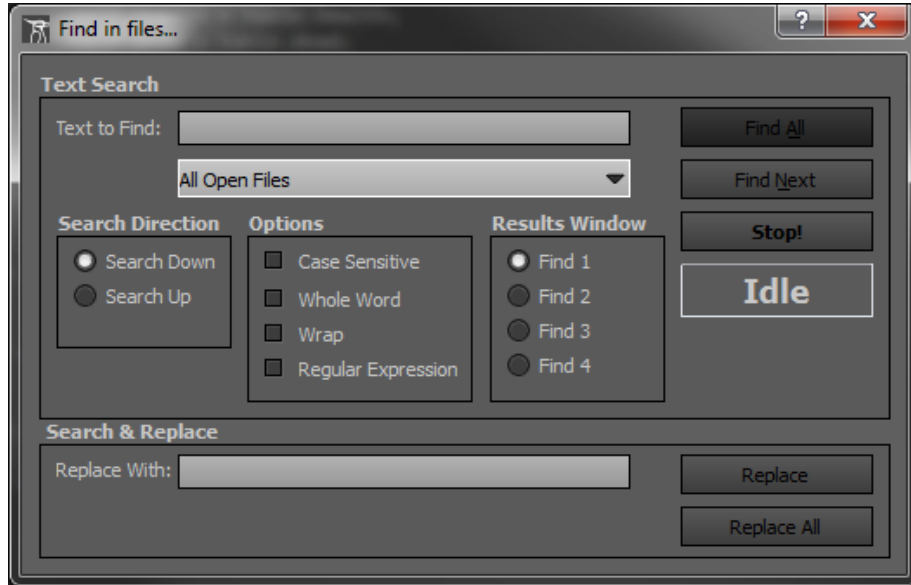 Find in files...
?
X
Text Search
Text to Find:
Find All
All Open Files
Find Next
Search Direction
Options
Results Window
Stop!
Search Down
Case Sensitive
Find 1
Idle
Search Up
Whole Word
Find 2
Wrap
Find 3
Regular Expression
Find 4
Search & Replace
Replace With:
Replace
Replace All